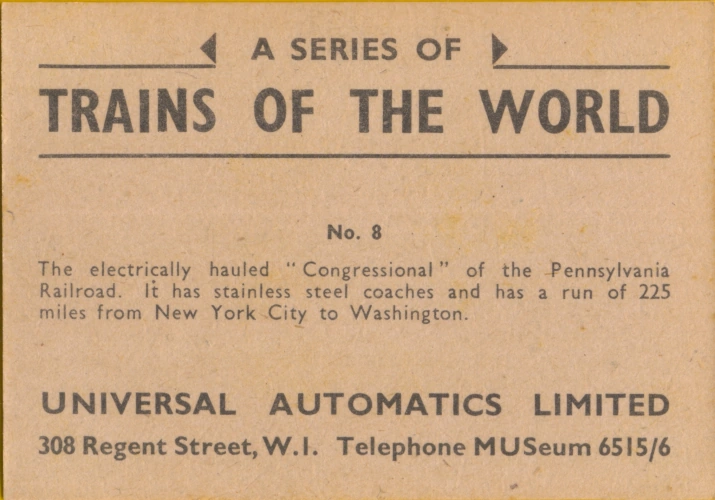 A SERIES OF
TRAINS OF THE WORLD
No. 8
The electrically hauled "Congressional" of the Pennsylvania
Railroad. It has stainless steel coaches and has a run of 225
miles from New York City to Washington.
UNIVERSAL AUTOMATICS LIMITED
308 Regent Street, W.I. Telephone MUSeum 6515/6